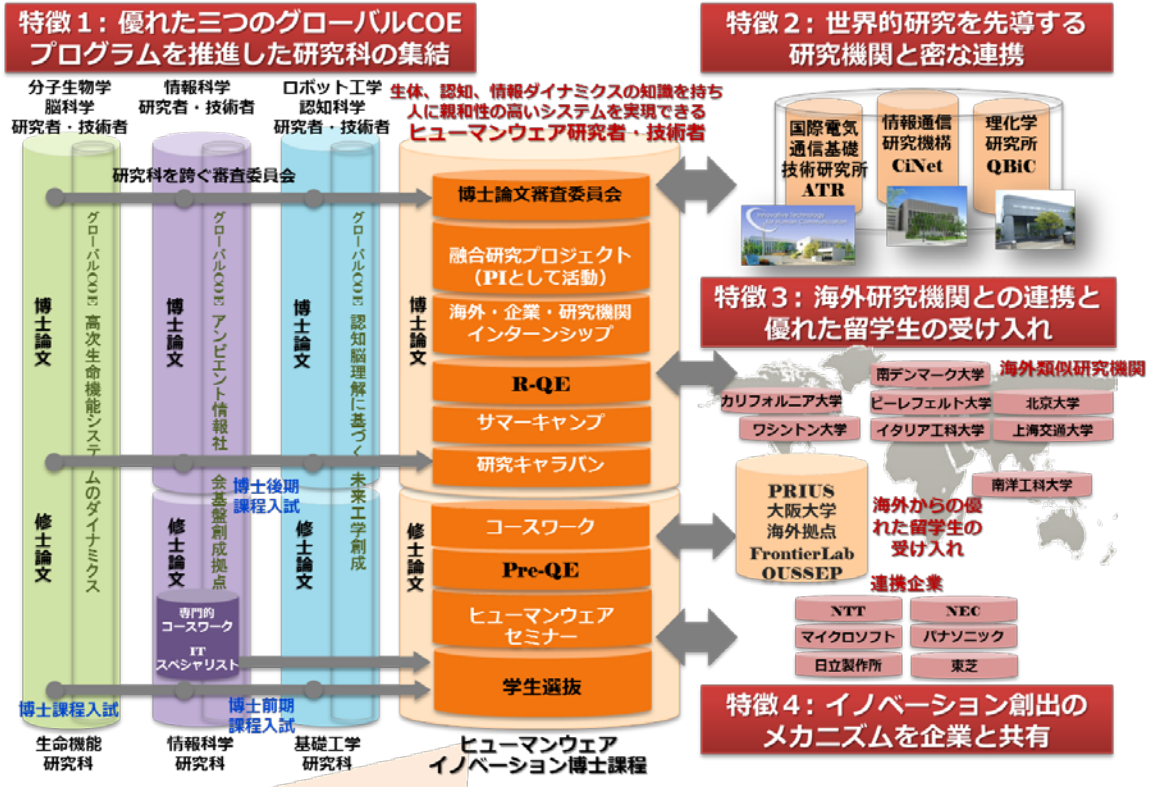 特徴１：優れた三つのグローバルCOE
プログラムを推進した研究科の集結
分子生物学
脳科学
研究者・技術者
情報科学
研究者・技術者
ロボット工学
認知科学
研究者・技術者
生体、認知、情報ダイナミクスの知識を持ち
人に親和性の高いシステムを実現できる
ヒューマンウェア研究者・技術者
研究科を跨ぐ審査委員会
博士論文
修士論文
グローバルCOE 高次生命機能システムのダイナミクス
博士論文
修士論文
グローバルCOE アンビエント情報社会基盤創成拠点
博士論文
修士論文
グローバルCOE 認知脳理解に基づく未来工学創成
博士後期
課程入試
専門的
コースワーク
IT
スペシャリスト
博士課程入試
博士前期
課程入試
生命機能
研究科
情報科学
研究科
基礎工学
研究科
博士論文
修士論文
博士論文審査委員会
融合研究プロジェクト
（PIとして活動）
海外・企業・研究機関
インターンシップ
R-QE
サマーキャンプ
研究キャラバン
コースワーク
Pre-QE
ヒューマンウェア
セミナー
学生選抜
ヒューマンウェア
イノベーション博士課程
特徴２：世界的研究を先導する
研究機関と密な連携
国際電気
通信基礎
技術研究所
ATR
情報通信
研究機構
CiNet
理化学
研究所
QBiC
Innovative Technology
for Human Communication
特徴３：海外研究機関との連携と
優れた留学生の受け入れ
海外類似研究機関
南デンマーク大学
カリフォルニア大学
ビーレフェルト大学
北京大学
ワシントン大学
イタリア工科大学
上海交通大学
南洋工科大学
PRIUS
大阪大学
海外拠点
FrontierLab
OUSSEP
海外からの優
れた留学生の
受け入れ
連携企業
NTT
NEC
マイクロソフト
パナソニック
日立製作所
東芝
特徴４：イノベーション創出の
メカニズムを企業と共有